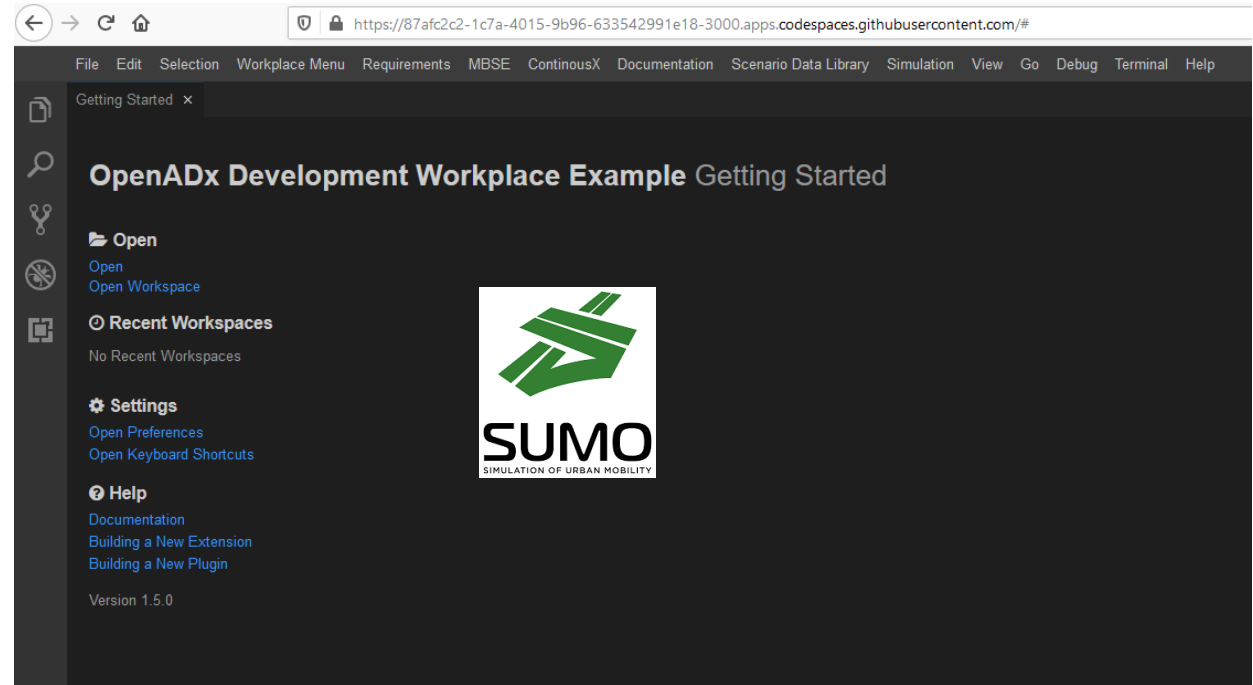 https://87afc2c2-1c7a-4015-9b96-633542991e18-3000.apps.codespaces.githubusercontent.com/#
File Edit Selection Workplace Menu Requirements MBSE ContinousX Documentation Scenario Data Library Simulation View Go Debug Terminal Help
Getting Started ×
OpenADx Development Workplace Example Getting Started
Open
Open
Open Workspace
Recent Workspaces
No Recent Workspaces
Settings
Open Preferences
Open Keyboard Shortcuts
Help
Documentation
Building a New Extension
Building a New Plugin
Version 1.5.0
SUMO
SIMULATION OF URBAN MOBILITY